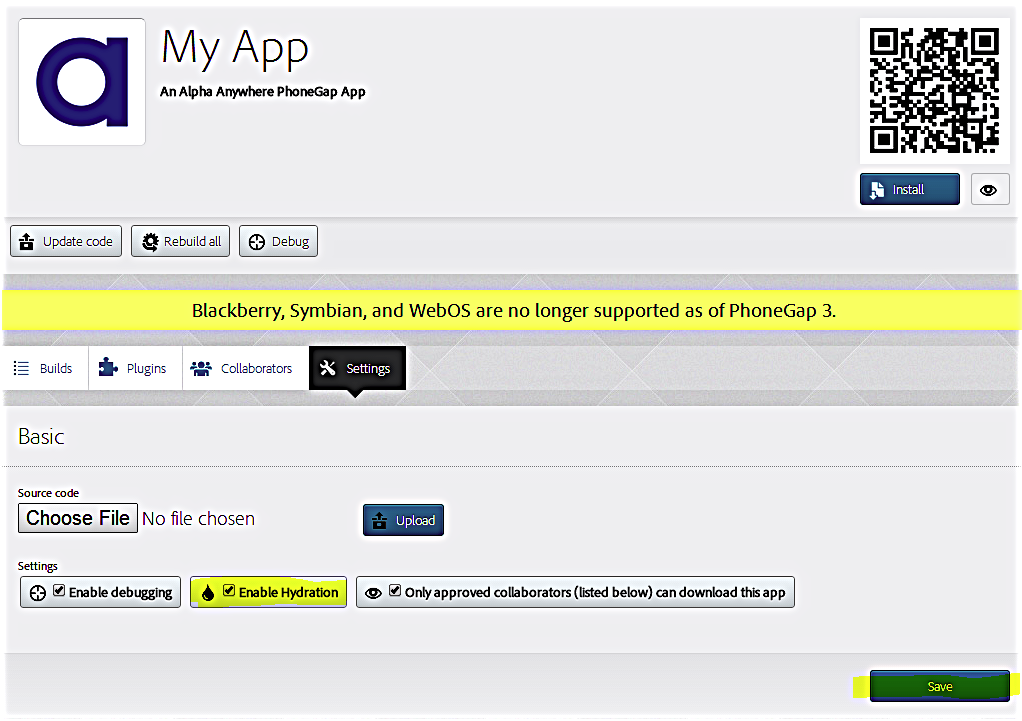 My App
An Alpha Anywhere PhoneGap App
Install
Update code
Rebuild all
Debug
Blackberry, Symbian, and WebOS are no longer supported as of PhoneGap 3.
Builds
Plugins
Collaborators
Settings
Basic
Source code
Choose File No file chosen
Upload
Settings
Enable debugging
Enable Hydration
Only approved collaborators (listed below) can download this app
Save